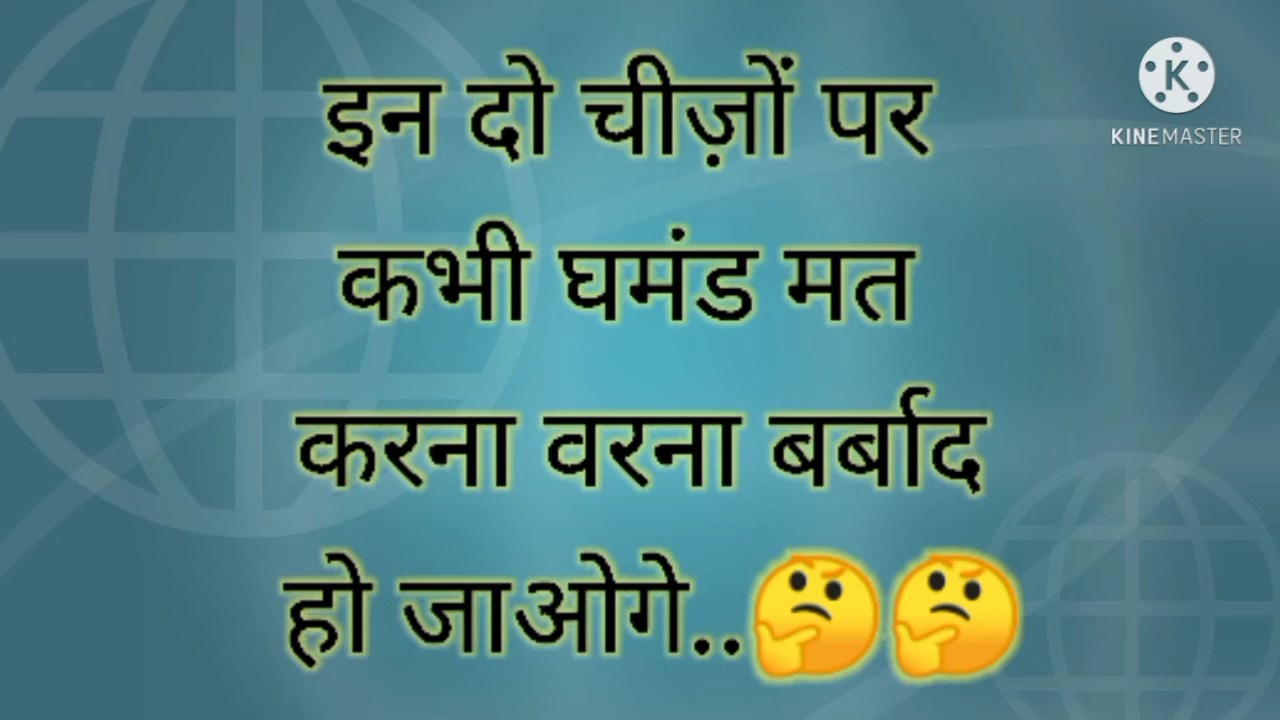 इन दो चीज़ों पर
कभी घमंड मत
करना वरना बर्बाद
हो जाओगे..🤔🤔
KINEMASTER